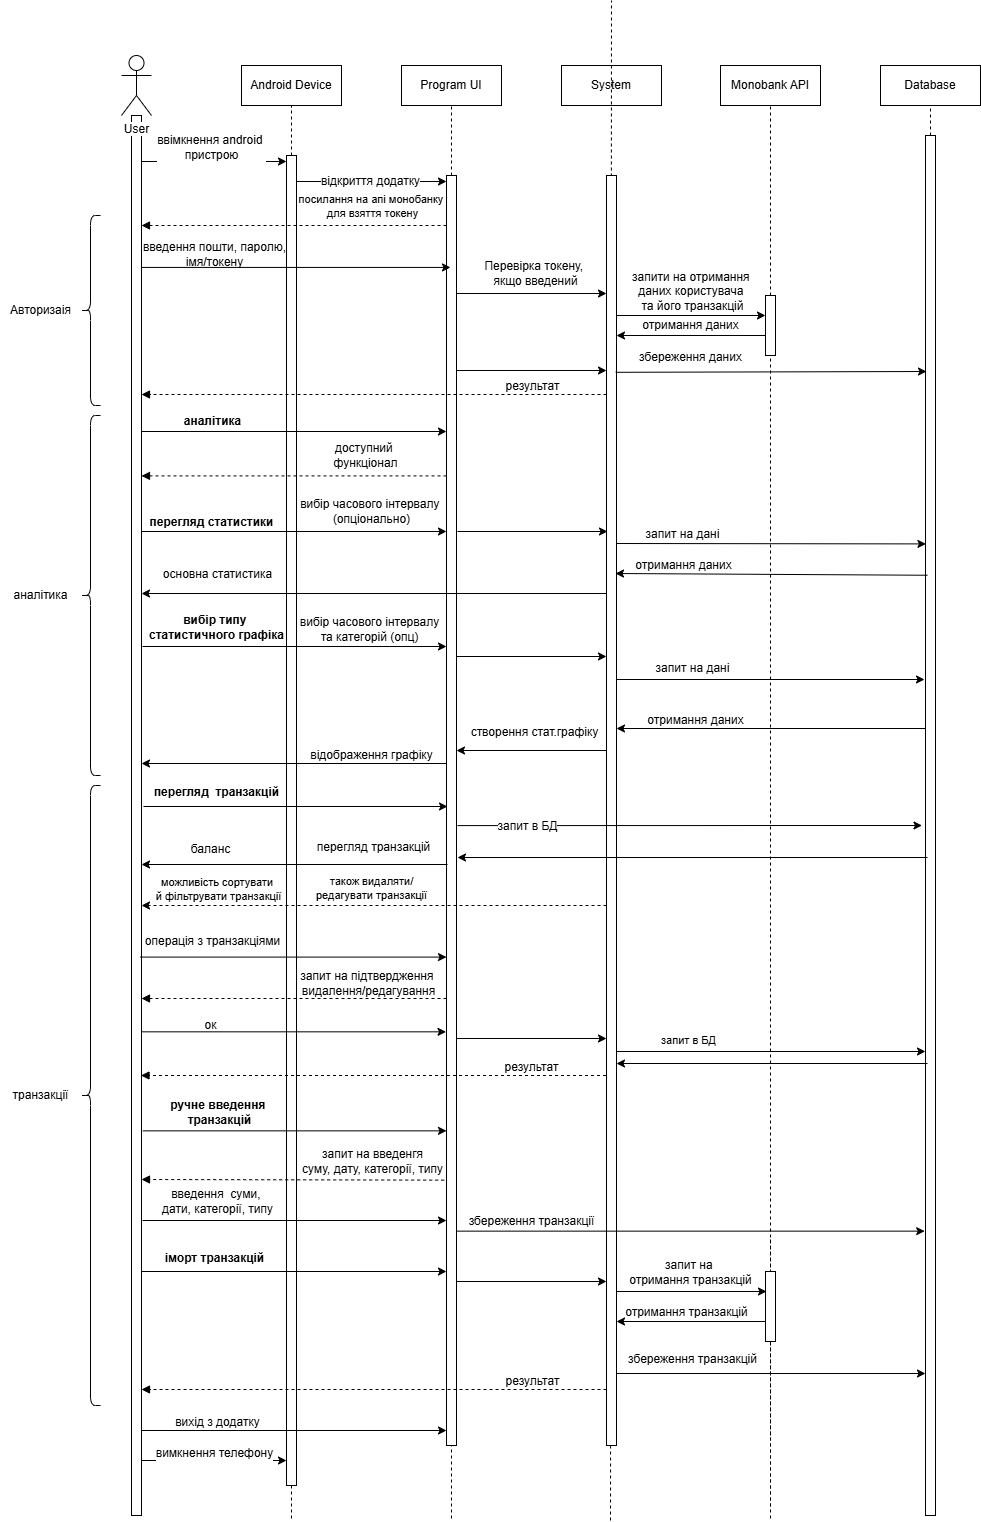 Android Device
Program UI
System
Monobank API
Database
User
ввімкнення android
пристрою
відкриття додатку
посилання на апі монобанку
для взяття токену
введення пошти, паролю,
імя/токену
Перевірка токену,
якщо введений
запити на отримання
даних користувача
та його транзакцій
Авторизаія
отримання даних
збереження даних
результат
аналітика
доступний
функціонал
вибір часового інтервалу
(опціонально)
перегляд статистики
запит на дані
отримання даних
основна статистика
аналітика
вибір типу
статистичного графіка
вибір часового інтервалу
та категорій (опц)
запит на дані
отримання даних
створення стат.графіку
відображення графіку
перегляд  транзакцій
запит в БД
баланс
перегляд транзакцій
можливість сортувати
й фільтрувати транзакції
також видаляти/
редагувати транзакції
операція з транзакціями
запит на підтвердження
видалення/редагування
ок
запит в БД
результат
транзакції
ручне введення
транзакцій
запит на введенгя
суму, дату, категорії, типу
введення  суми,
дати, категорії, типу
збереження транзакції
іморт транзакцій
запит на
отримання транзакцій
отримання транзакцій
збереження транзакцій
результат
вихід з додатку
вимкнення телефону